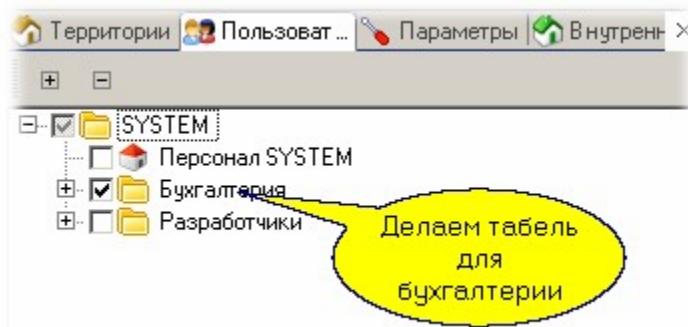 Территории Пользоват ... Параметры Внутренн
SYSTEM
Персонал SYSTEM
Бухгалтерия
Разработчики
Делаем табель
для
бухгалтерии